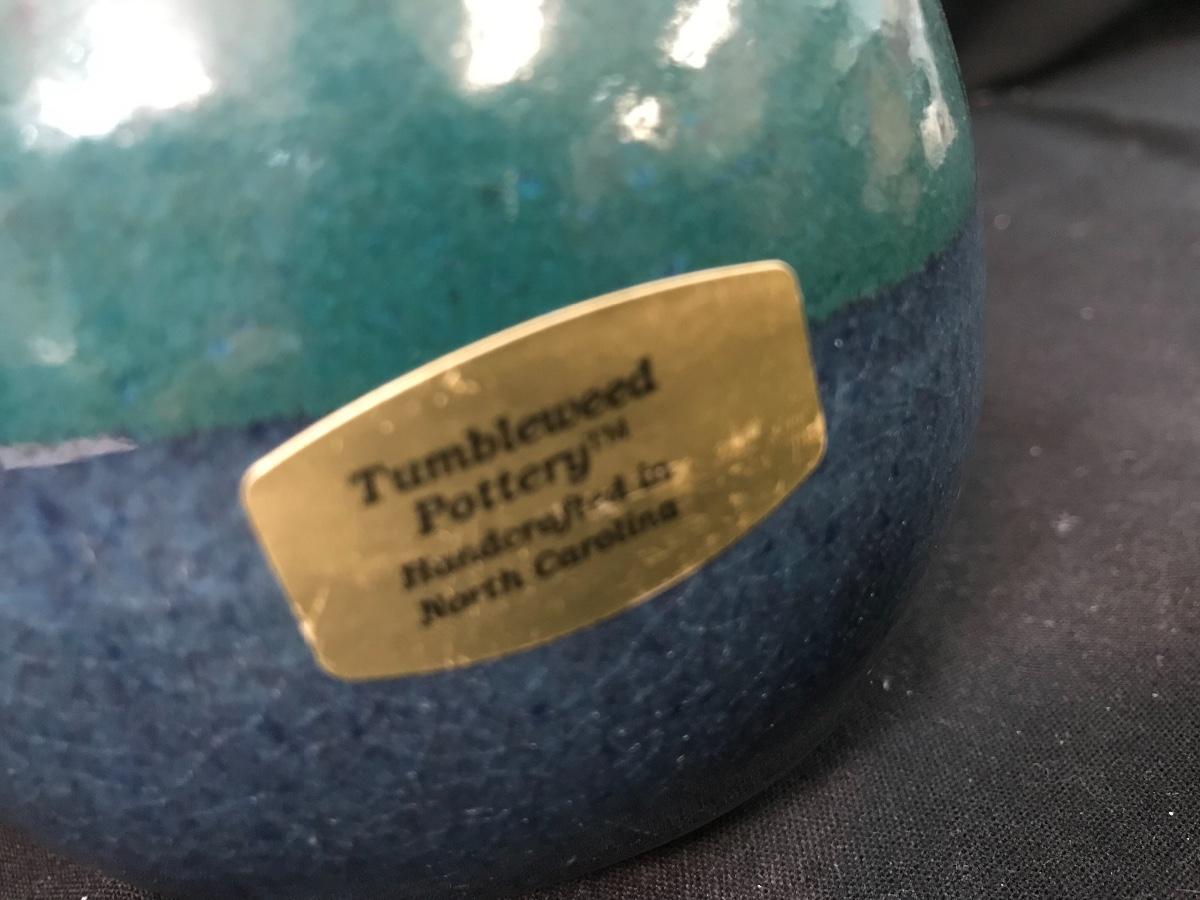 Tumbleweed
Pottery™
Handcrafted in
North Carolina